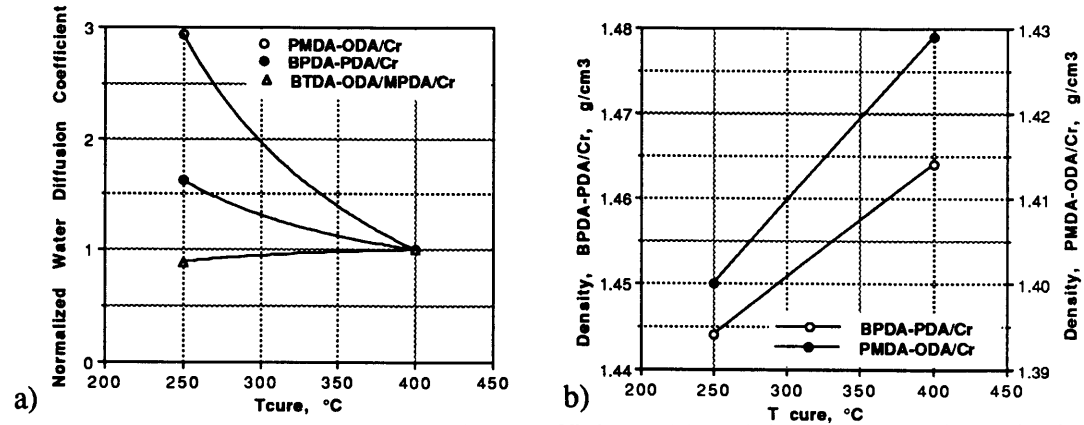 Normalized Water Diffusion Coefficient
3
2
1
0
PMDA-ODA/Cr
BPDA-PDA/Cr
BTDA-ODA/MPDA/Cr
200 250 300 350 400 450
Tcure, °C
a)
Density, BPDA-PDA/Cr, g/cm3
1.48
1.47
1.46
1.45
1.44
BPDA-PDA/Cr
PMDA-ODA/Cr
1.43
1.42
1.41
1.40
1.39
Density, PMDA-ODA/Cr, g/cm3
200 250 300 350 400 450
T cure, °C
b)